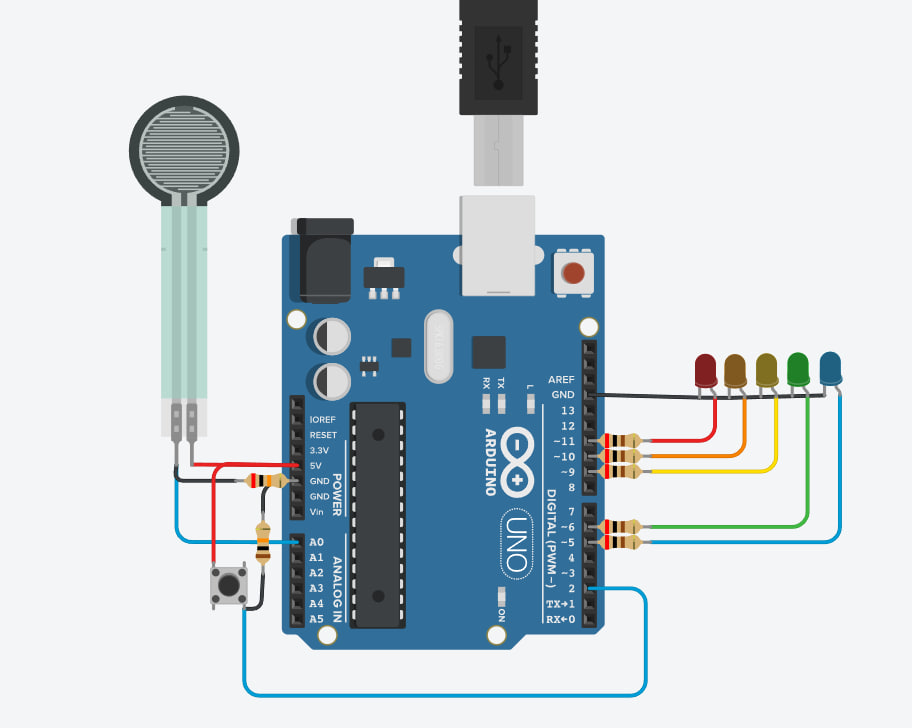 AREF
GND
13
12
~11
~10
~9
8
7
~6
~5
4
~3
2
TX→1
RX←0
DIGITAL (PWM~)
IOREF
RESET
3.3V
5V
GND
GND
Vin
POWER
A0
A1
A2
A3
A4
A5
ANALOG IN
RX
TX
L
ARDUINO
UNO
ON